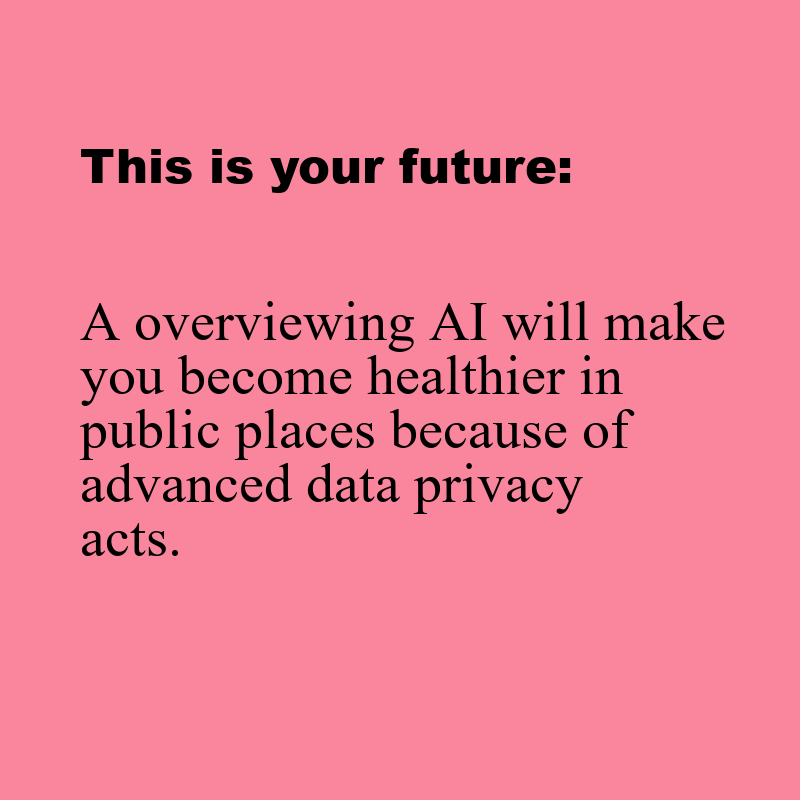 This is your future:
A overviewing AI will make
you become healthier in
public places because of
advanced data privacy
acts.